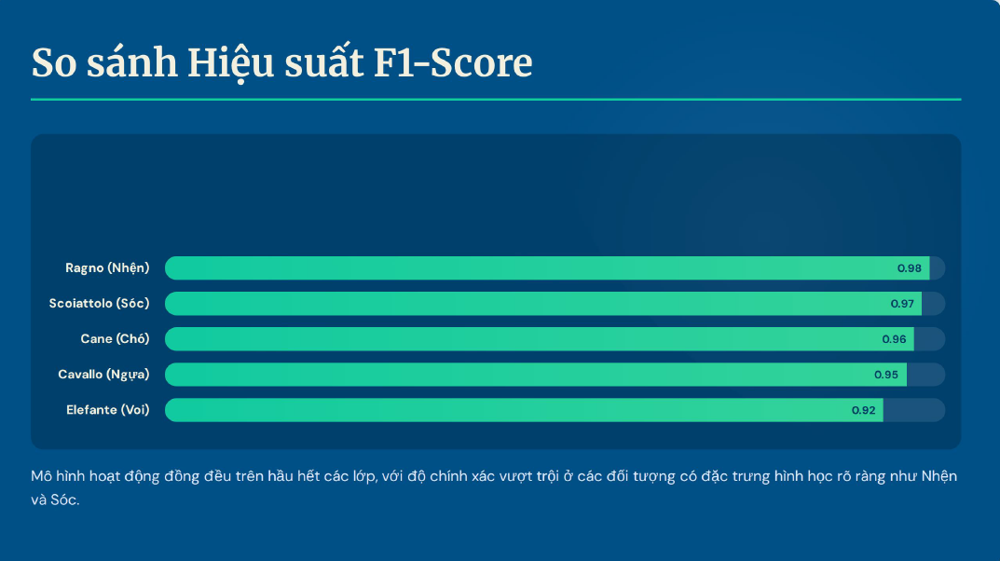 So sánh Hiệu suất F1-Score
Ragno (Nhện) 0.98
Scoiattolo (Sóc) 0.97
Cane (Chó) 0.96
Cavallo (Ngựa) 0.95
Elefante (Voi) 0.92
Mô hình hoạt động đồng đều trên hầu hết các lớp, với độ chính xác vượt trội ở các đối tượng có đặc trưng hình học rõ ràng như Nhện
và Sóc.